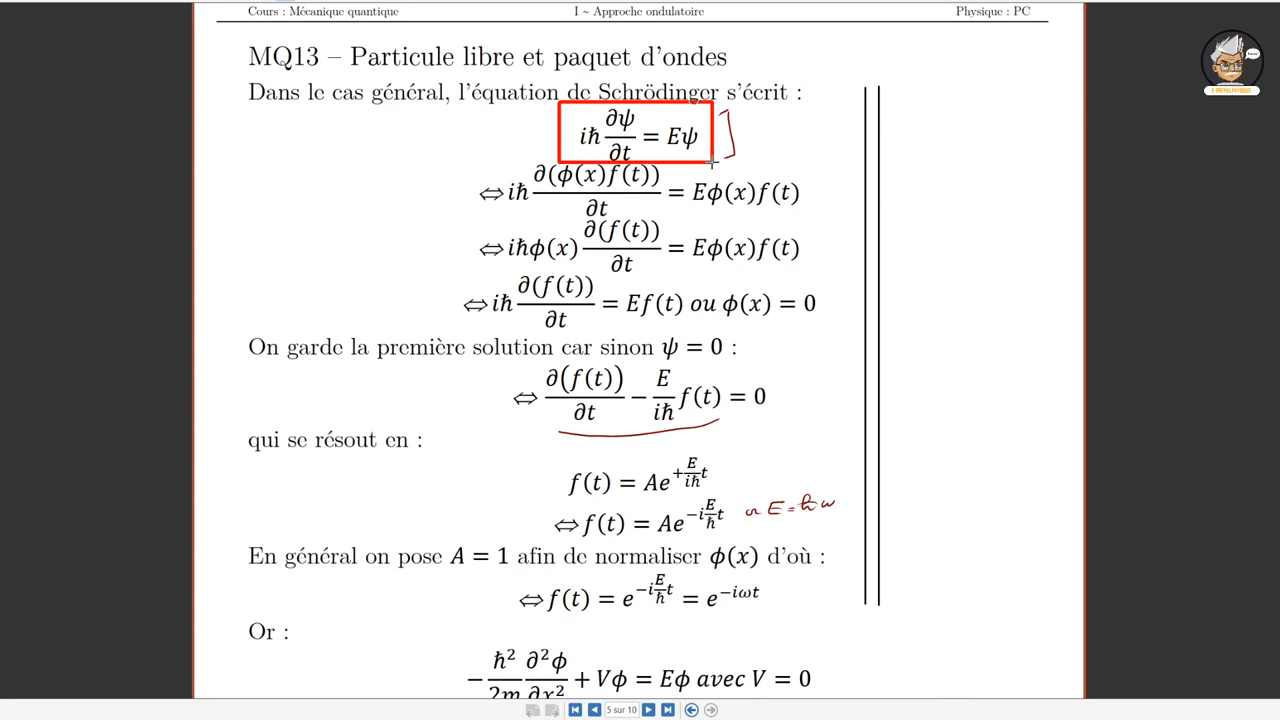 Cours : Mécanique quantique I ~ Approche ondulatoire Physique : PC
MQ13 – Particule libre et paquet d'ondes
Dans le cas général, l'équation de Schrödinger s'écrit :
iħ ∂ψ/∂t = Eψ
⇔ iħ ∂(ϕ(x)f(t))/∂t = Eϕ(x)f(t)
⇔ iħϕ(x) ∂(f(t))/∂t = Eϕ(x)f(t)
⇔ iħ ∂(f(t))/∂t = Ef(t) ou ϕ(x) = 0
On garde la première solution car sinon ψ = 0 :
⇔ ∂(f(t))/∂t − E/iħ f(t) = 0
qui se résout en :
f(t) = Ae^{+E/iħ t}
⇔ f(t) = Ae^{−i E/ħ t} or E = ħω
En général on pose A = 1 afin de normaliser ϕ(x) d'où :
⇔ f(t) = e^{−i E/ħ t} = e^{−iωt}
Or :
− ħ²/2m ∂²ϕ/∂x² + Vϕ = Eϕ avec V = 0
5 sur 10